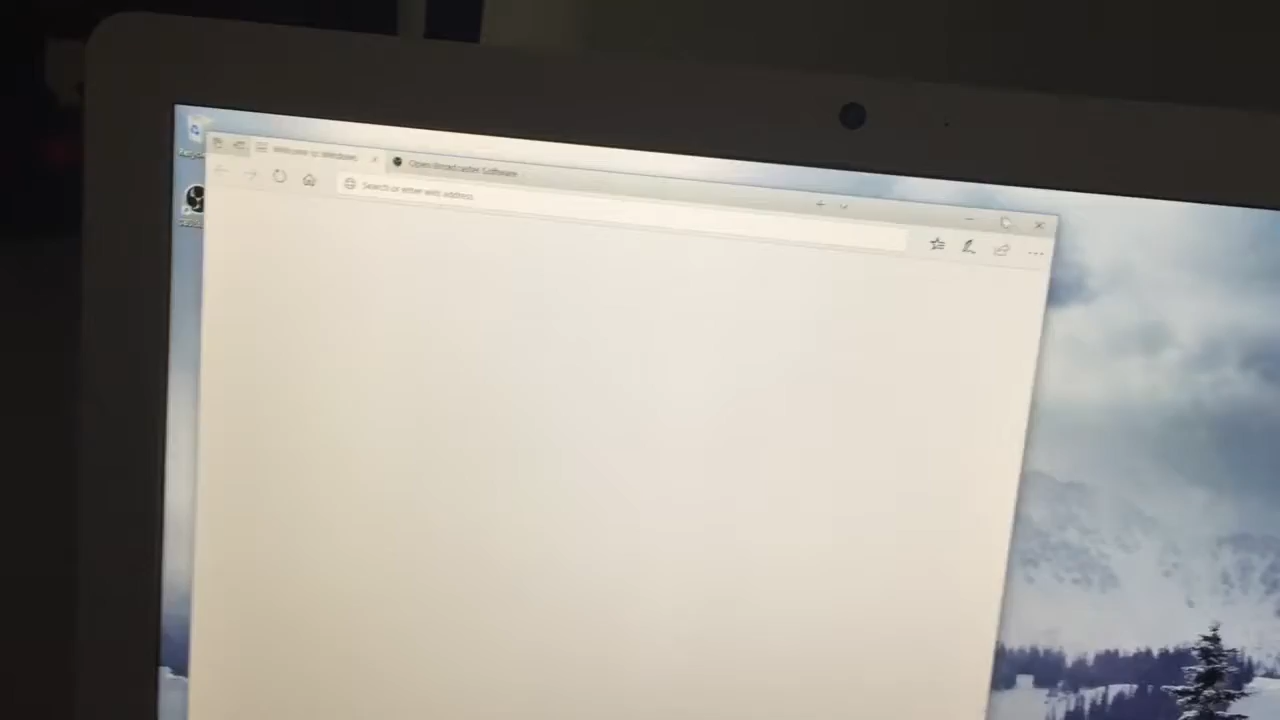 Welcome to Windows
Open Broadcaster Software
Search or enter web address